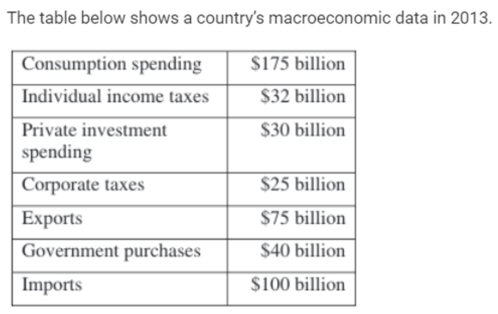 The table below shows a country's macroeconomic data in 2013.
Consumption spending $175 billion
Individual income taxes $32 billion
Private investment $30 billion
spending
Corporate taxes $25 billion
Exports $75 billion
Government purchases $40 billion
Imports $100 billion